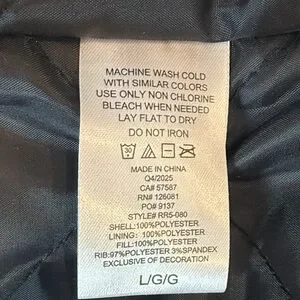 MACHINE WASH COLD
WITH SIMILAR COLORS
USE ONLY NON CHLORINE
BLEACH WHEN NEEDED
LAY FLAT TO DRY
DO NOT IRON
30
MADE IN CHINA
Q4/2025
CA# 57587
RN# 126081
PO# 9137
STYLE# RR5-080
SHELL:100%POLYESTER
LINING: 100%POLYESTER
FILL:100%POLYESTER
RIB:97%POLYESTER 3%SPANDEX
EXCLUSIVE OF DECORATION
L/G/G